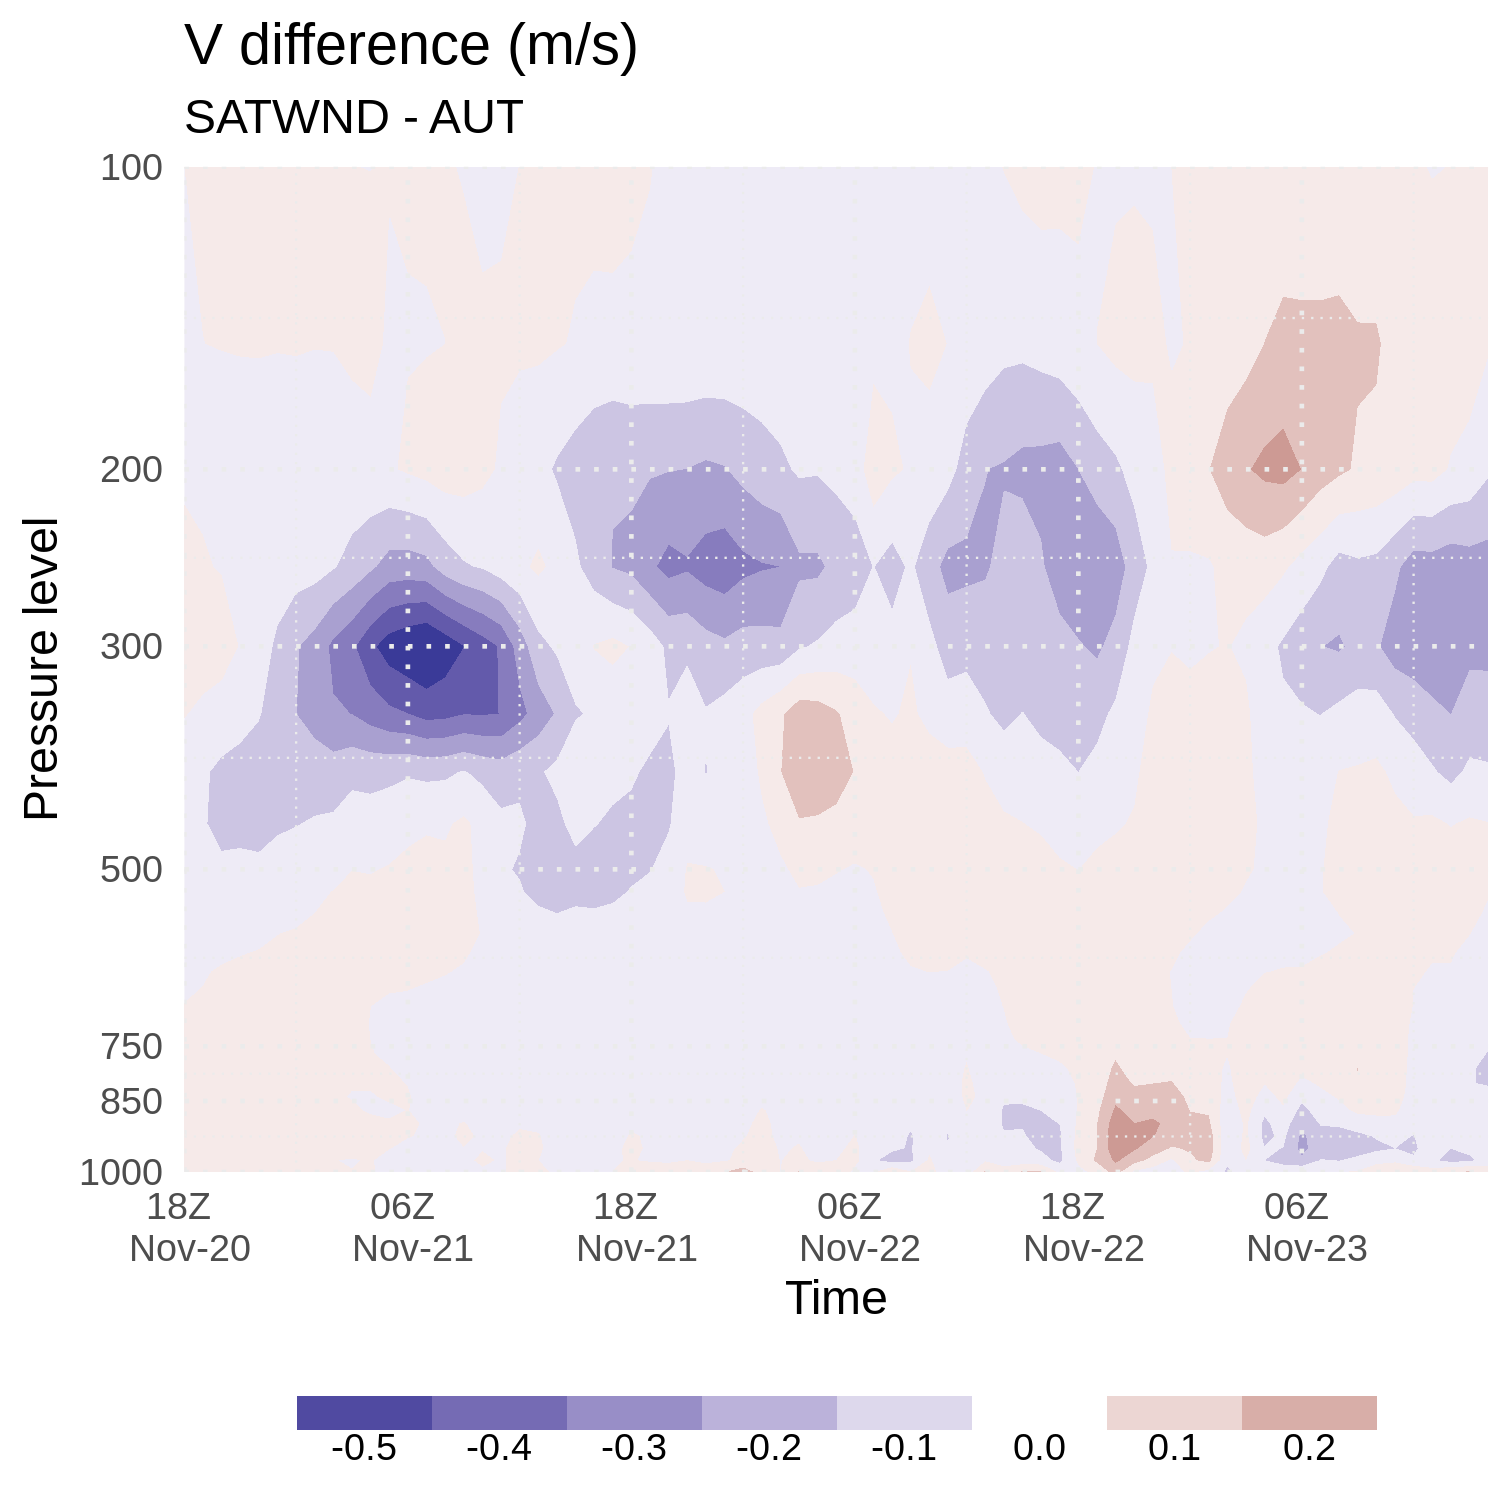 V difference (m/s)
SATWND - AUT
Pressure level
100
200
300
500
750
850
1000
18Z 06Z 18Z 06Z 18Z 06Z
Nov-20 Nov-21 Nov-21 Nov-22 Nov-22 Nov-23
Time
-0.5 -0.4 -0.3 -0.2 -0.1 0.0 0.1 0.2